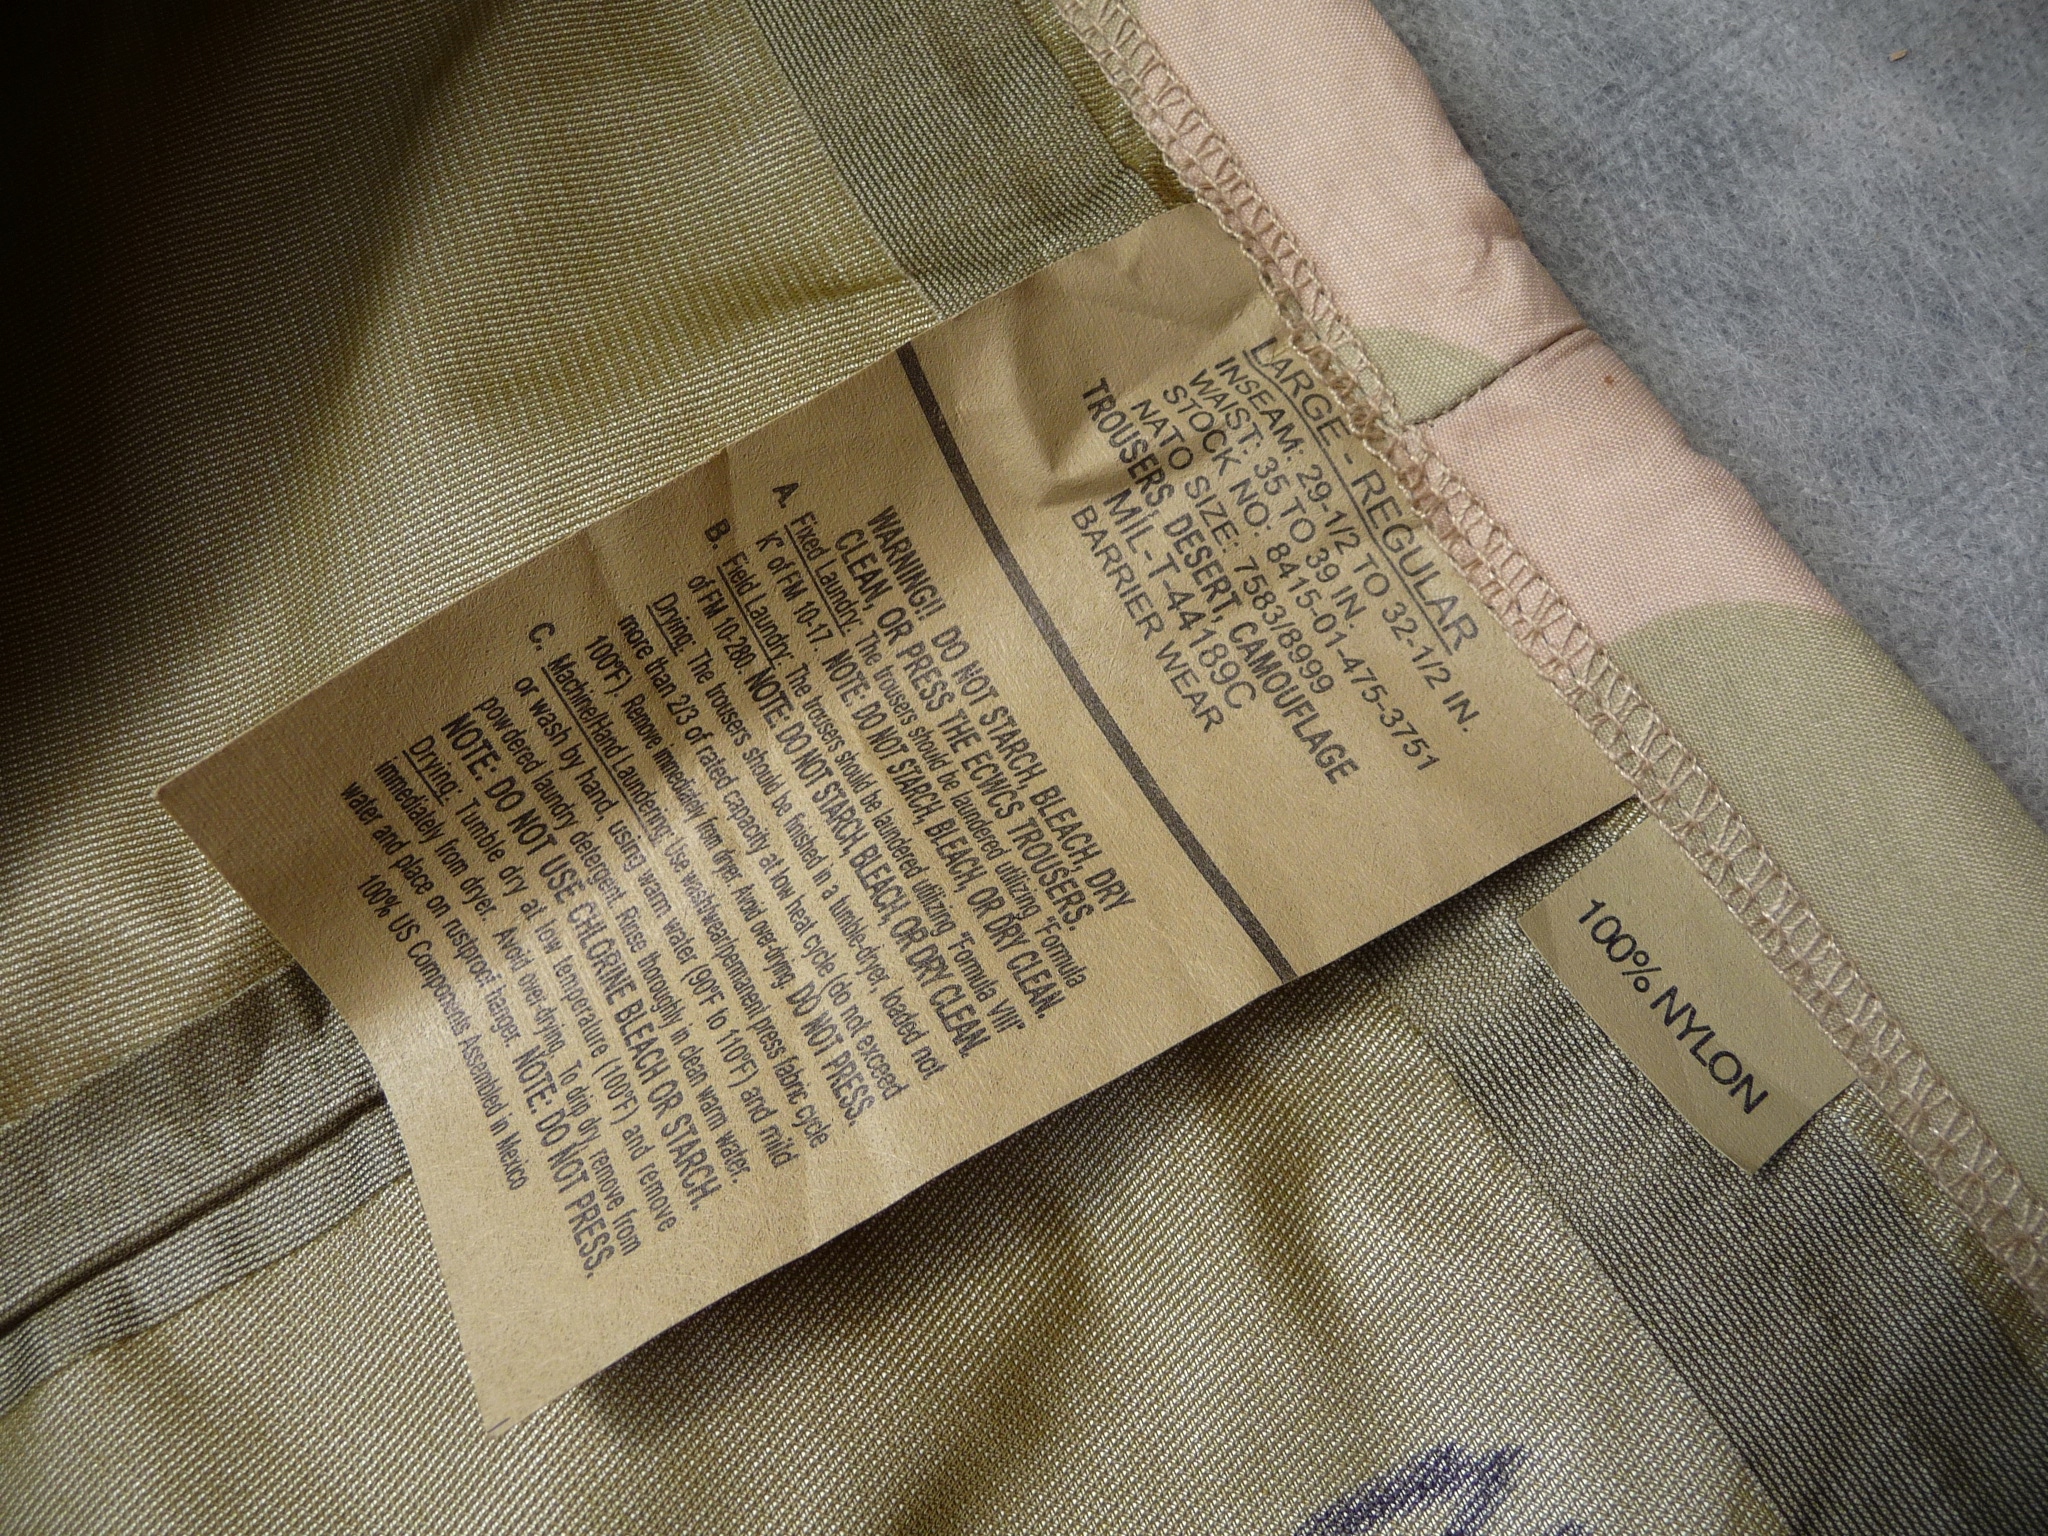 LARGE - REGULAR
INSEAM: 29-1/2 TO 32-1/2 IN.
WAIST: 35 TO 39 IN.
STOCK NO: 8415-01-475-3751
NATO SIZE: 7583/8999
TROUSERS, DESERT, CAMOUFLAGE
MIL-T-44189C
BARRIER WEAR
WARNING!! DO NOT STARCH, BLEACH, DRY
CLEAN, OR PRESS THE ECWCS TROUSERS.
A. Fixed Laundry: The trousers should be laundered utilizing "Formula
K" of FM 10-17. NOTE: DO NOT STARCH, BLEACH, OR DRY CLEAN.
B. Field Laundry: The trousers should be laundered utilizing "Formula VII"
of FM 10-280. NOTE: DO NOT STARCH, BLEACH, OR DRY CLEAN.
Drying: The trousers should be finished in a tumble-dryer, loaded not
more than 2/3 of rated capacity at low heat cycle (do not exceed
100°F). Remove immediately from dryer. Avoid over-drying. DO NOT PRESS.
C. Machine/Hand Laundering: Use wash/wear/permanent press fabric cycle
or wash by hand, using warm water (90°F to 110°F) and mild
powdered laundry detergent. Rinse thoroughly in clean warm water.
NOTE: DO NOT USE CHLORINE BLEACH OR STARCH.
Drying: Tumble dry at low temperature (100°F) and remove
immediately from dryer. Avoid over-drying. To drip dry, remove from
water and place on rustproof hanger. NOTE: DO NOT PRESS.
100% US Components Assembled in Mexico
100% NYLON